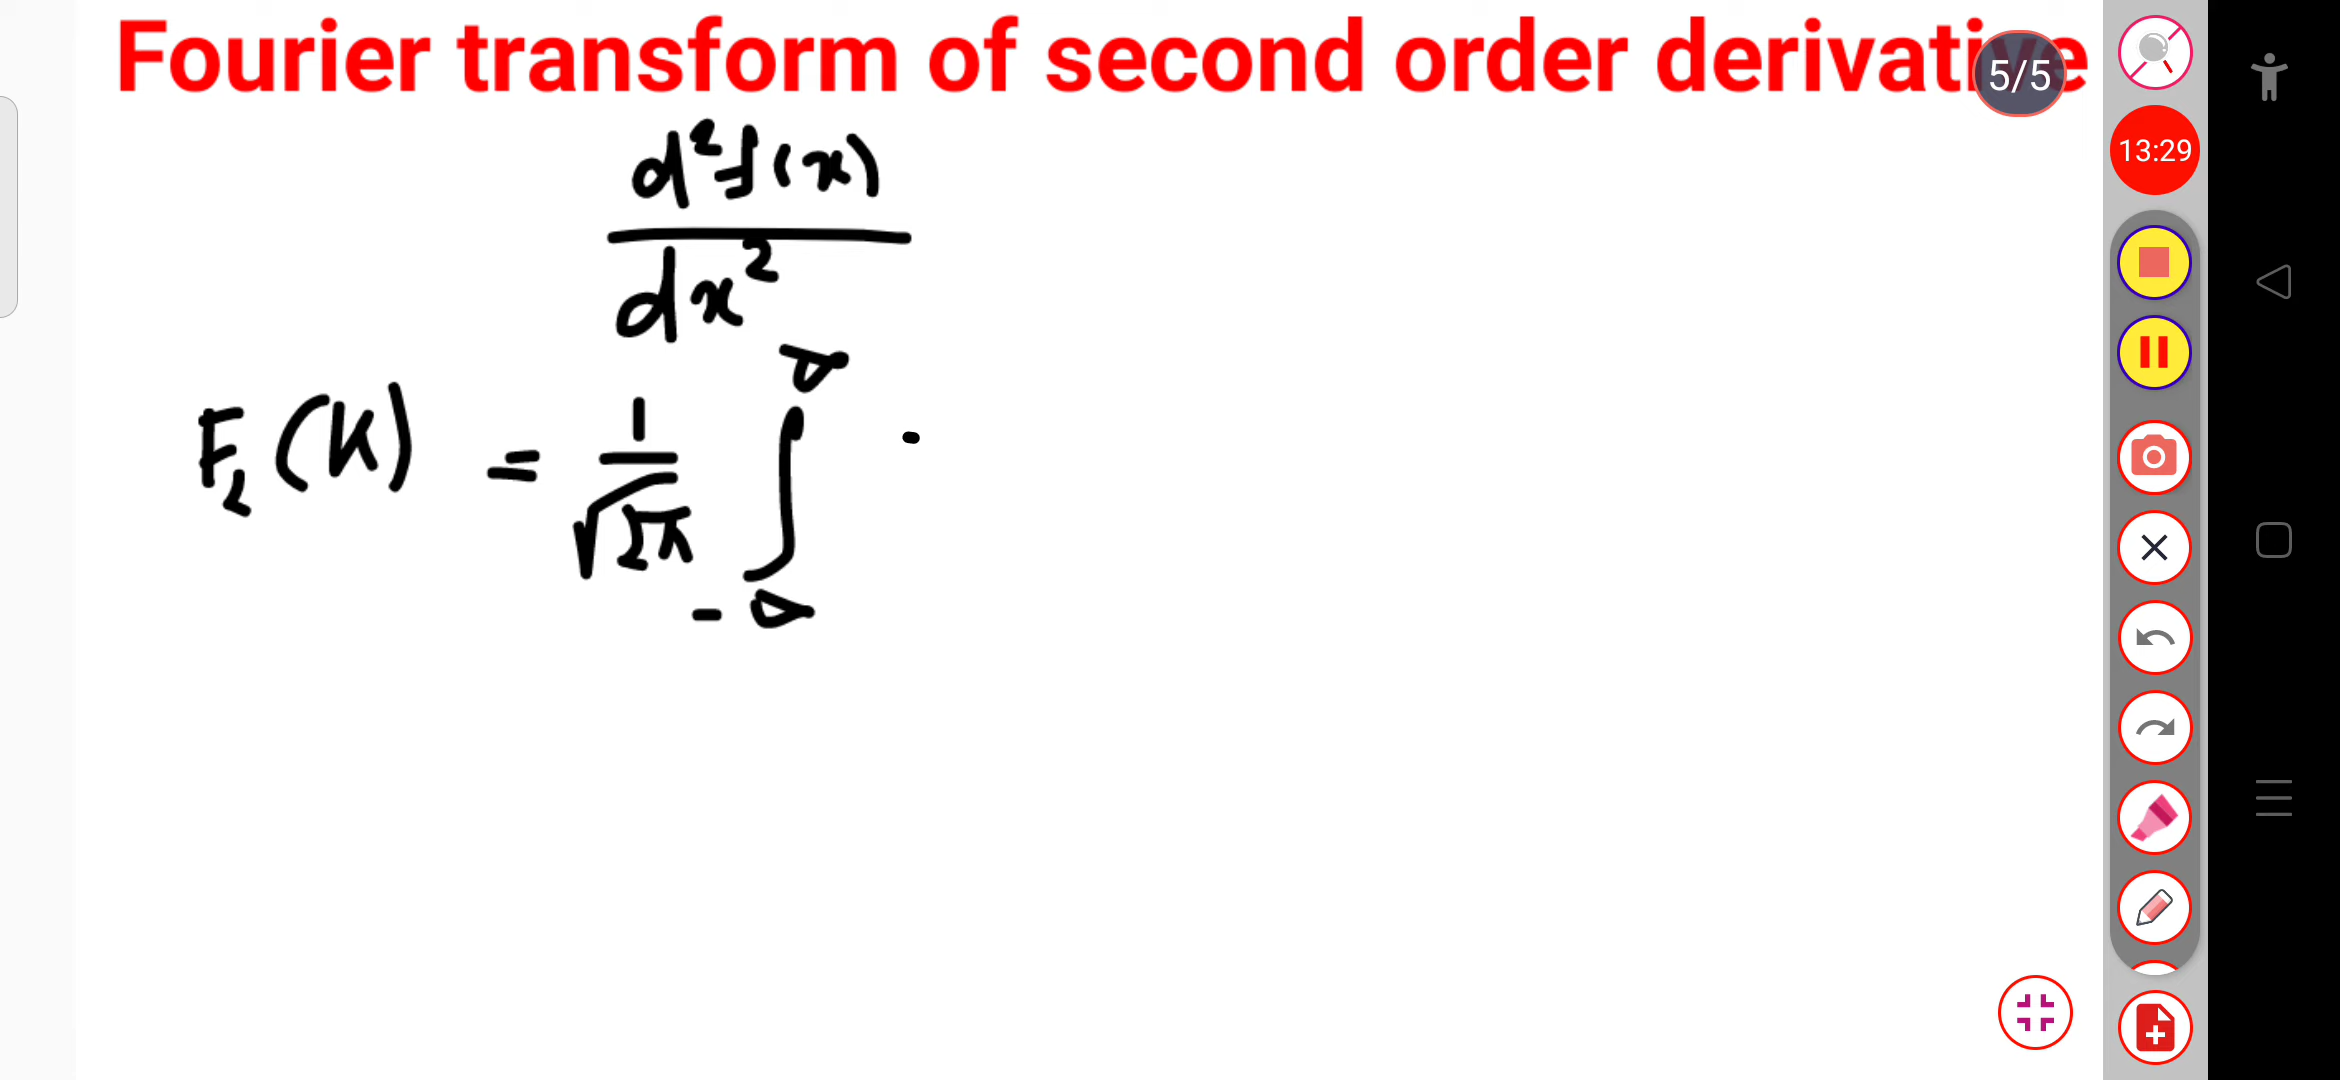 Fourier transform of second order derivative
5/5
13:29
d²f(x)
dx²
F₂(K) = 1/√2π ∫
∞
-∞